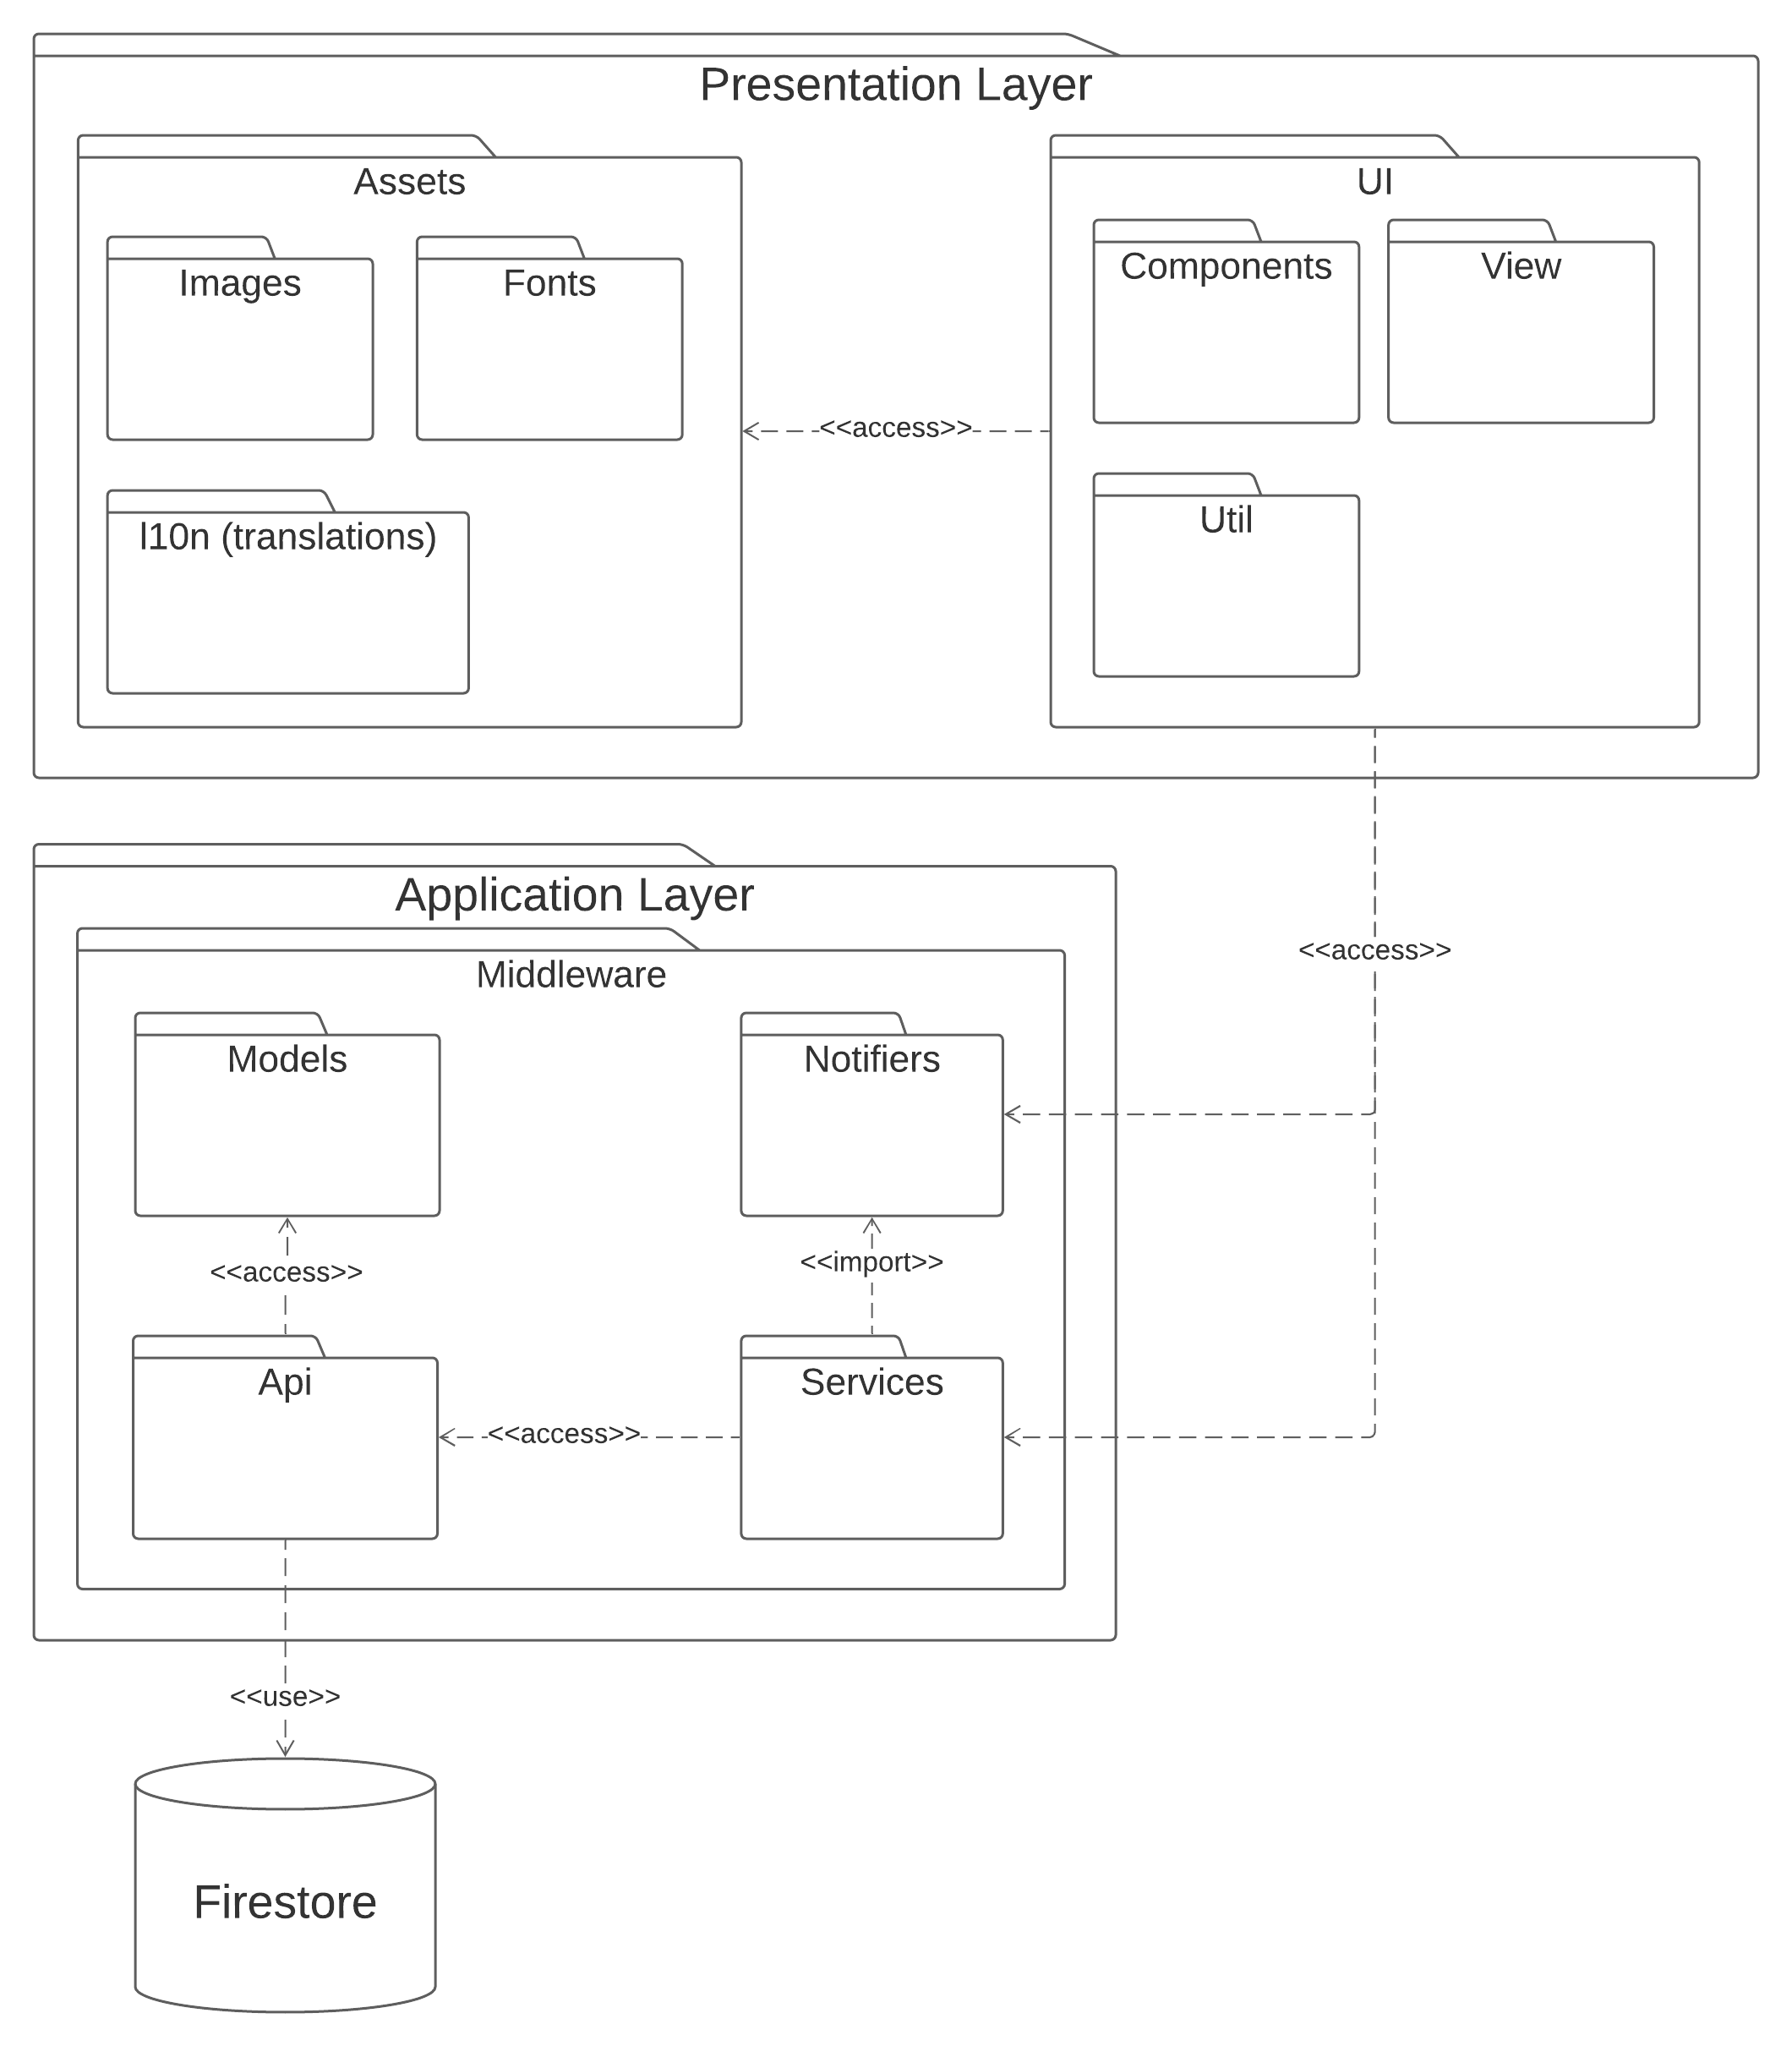 Presentation Layer
Assets
UI
Images
Fonts
Components
View
<<access>>
l10n (translations)
Util
Application Layer
<<access>>
Middleware
Models
Notifiers
<<access>>
<<import>>
Api
Services
<<access>>
<<use>>
Firestore